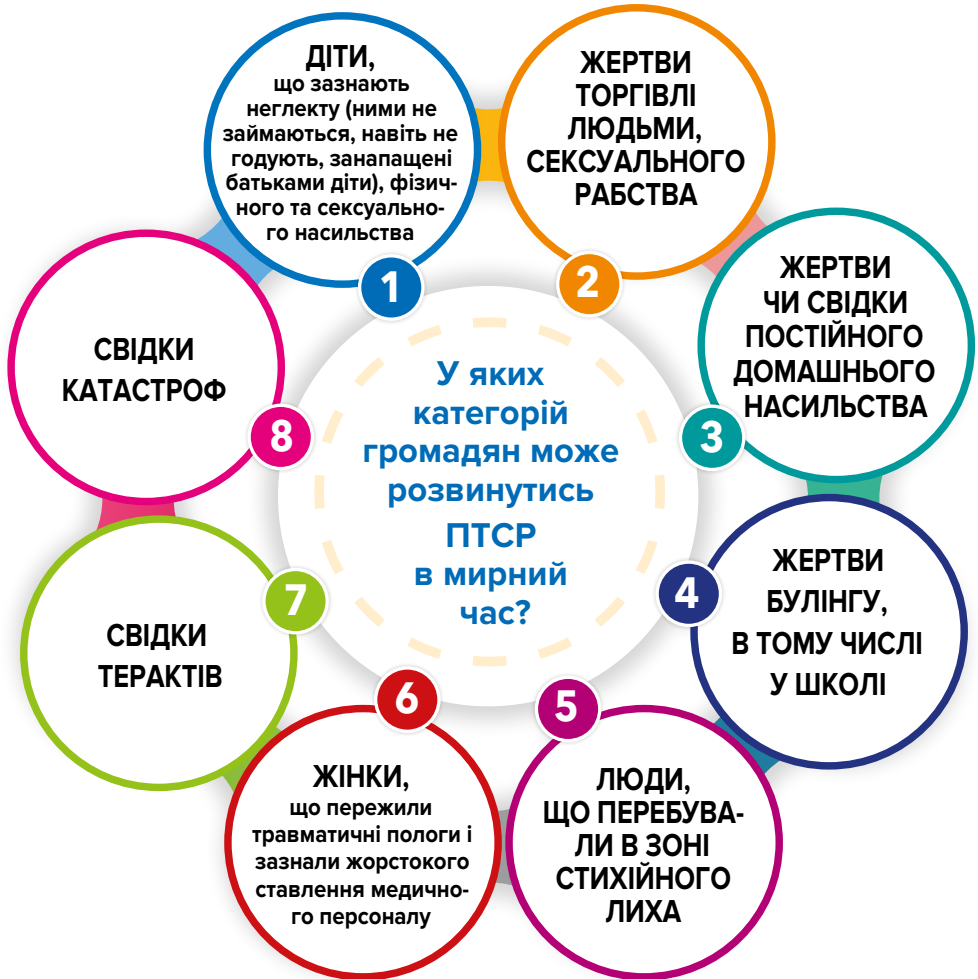 У яких
категорій
громадян може
розвинутись
ПТСР
в мирний
час?
1
ДІТИ,
що зазнають
неглекту (ними не
займаються, навіть не
годують, занапащені
батьками діти), фізич-
ного та сексуально-
го насильства
2
ЖЕРТВИ
ТОРГІВЛІ
ЛЮДЬМИ,
СЕКСУАЛЬНОГО
РАБСТВА
3
ЖЕРТВИ
ЧИ СВІДКИ
ПОСТІЙНОГО
ДОМАШНЬОГО
НАСИЛЬСТВА
4
ЖЕРТВИ
БУЛІНГУ,
В ТОМУ ЧИСЛІ
У ШКОЛІ
5
ЛЮДИ,
ЩО ПЕРЕБУВА-
ЛИ В ЗОНІ
СТИХІЙНОГО
ЛИХА
6
ЖІНКИ,
що пережили
травматичні пологи і
зазнали жорстокого
ставлення медично-
го персоналу
7
СВІДКИ
ТЕРАКТІВ
8
СВІДКИ
КАТАСТРОФ